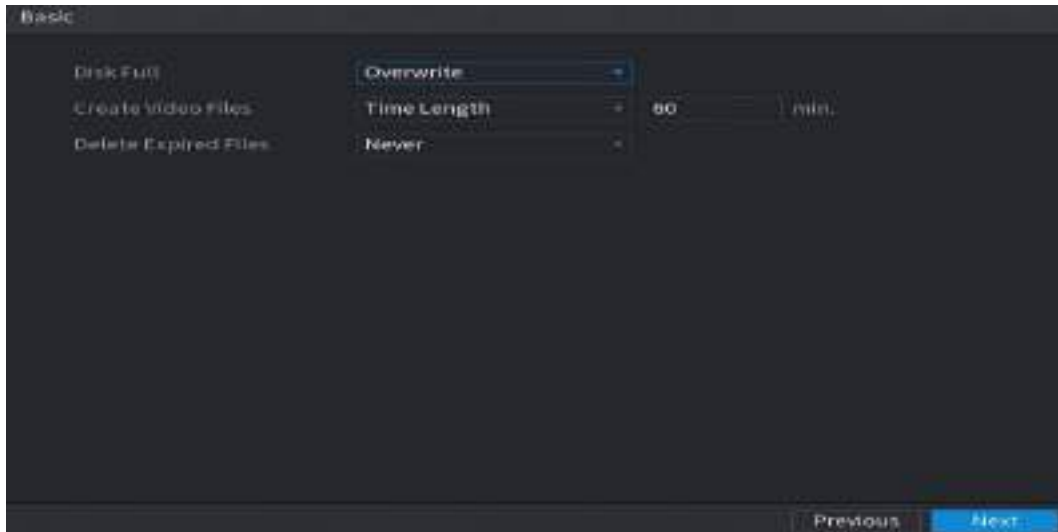 Basic
Disk Full Overwrite
Create Video Files Time Length 60 min.
Delete Expired Files Never
Previous Next